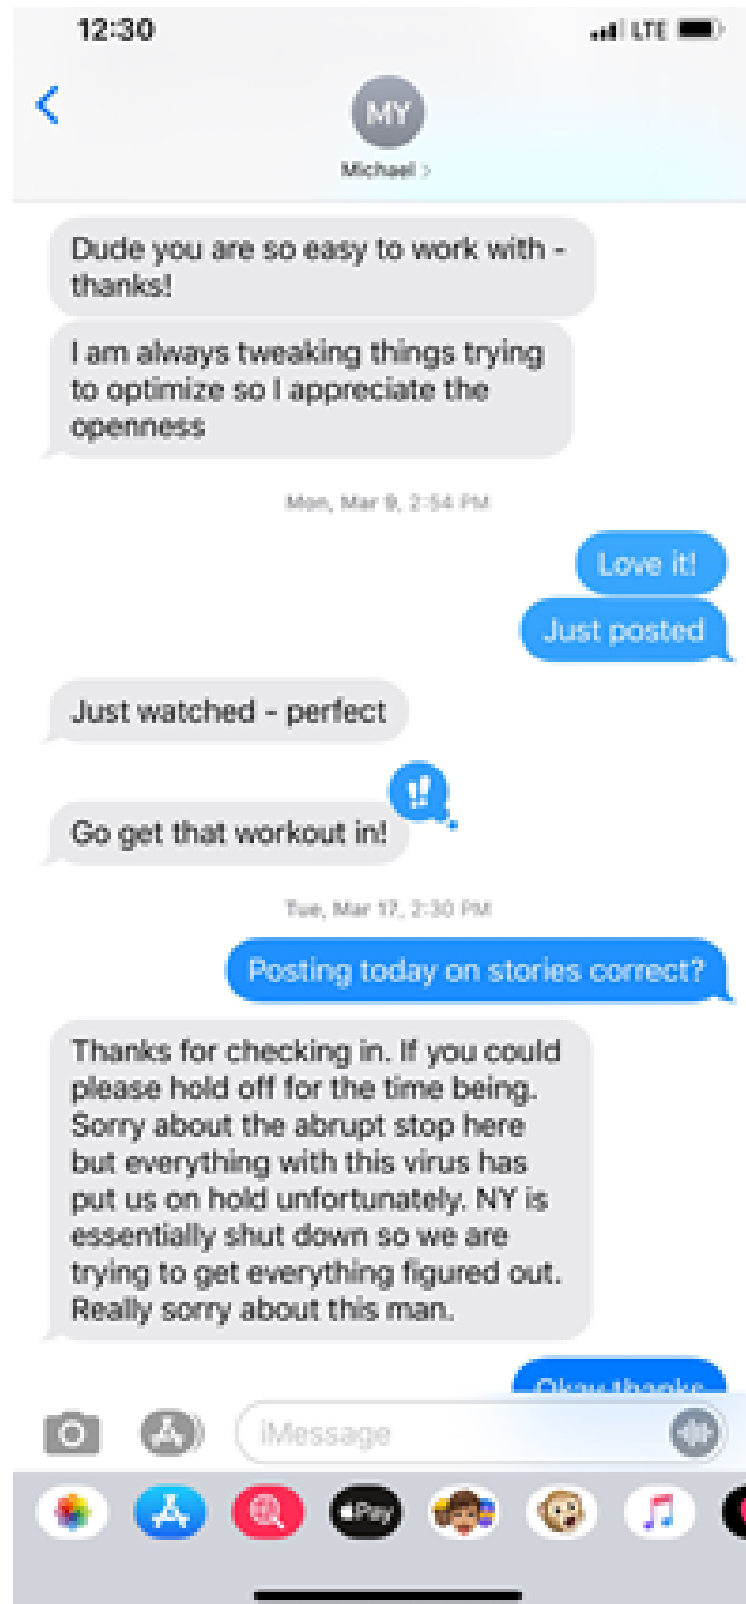 12:30
LTE
MY
Michael >
Dude you are so easy to work with -
thanks!
I am always tweaking things trying
to optimize so I appreciate the
openness
Mon, Mar 9, 2:54 PM
Love it!
Just posted
Just watched - perfect
!!
Go get that workout in!
Tue, Mar 17, 2:30 PM
Posting today on stories correct?
Thanks for checking in. If you could
please hold off for the time being.
Sorry about the abrupt stop here
but everything with this virus has
put us on hold unfortunately. NY is
essentially shut down so we are
trying to get everything figured out.
Really sorry about this man.
Okay thanks
iMessage
Pay